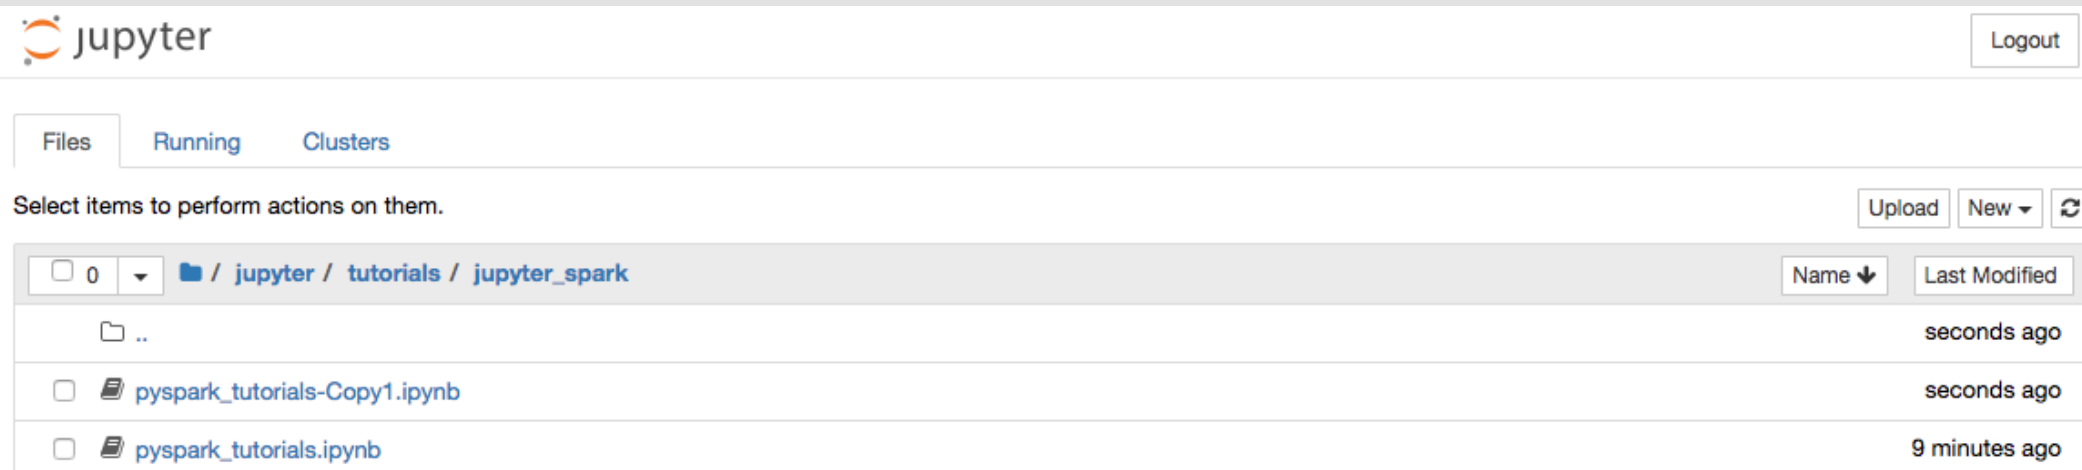 jupyter
Logout
Files Running Clusters
Select items to perform actions on them.
Upload New
0 / jupyter / tutorials / jupyter_spark Name Last Modified
.. seconds ago
pyspark_tutorials-Copy1.ipynb seconds ago
pyspark_tutorials.ipynb 9 minutes ago